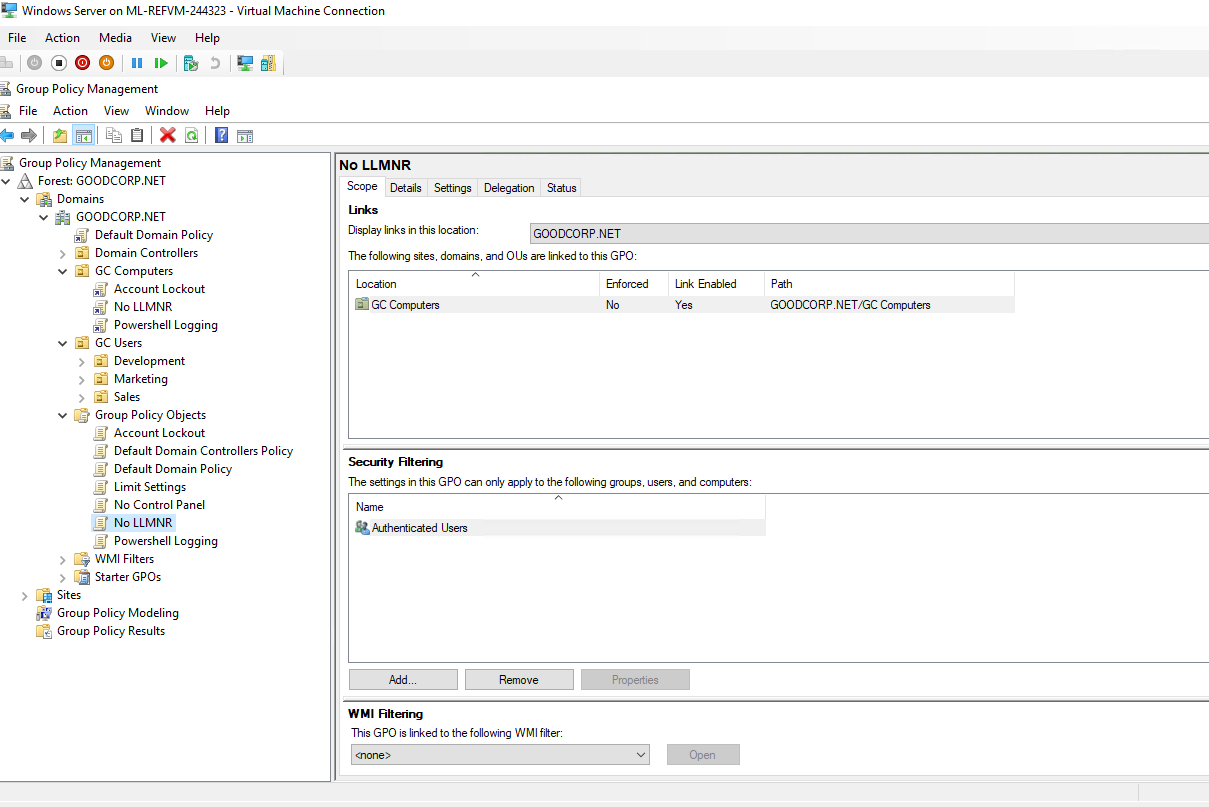 Windows Server on ML-REFVM-244323 - Virtual Machine Connection
File Action Media View Help
Group Policy Management
File Action View Window Help
Group Policy Management
Forest: GOODCORP.NET
Domains
GOODCORP.NET
Default Domain Policy
Domain Controllers
GC Computers
Account Lockout
No LLMNR
Powershell Logging
GC Users
Development
Marketing
Sales
Group Policy Objects
Account Lockout
Default Domain Controllers Policy
Default Domain Policy
Limit Settings
No Control Panel
No LLMNR
Powershell Logging
WMI Filters
Starter GPOs
Sites
Group Policy Modeling
Group Policy Results
No LLMNR
Scope Details Settings Delegation Status
Links
Display links in this location: GOODCORP.NET
The following sites, domains, and OUs are linked to this GPO:
Location Enforced Link Enabled Path
GC Computers No Yes GOODCORP.NET/GC Computers
Security Filtering
The settings in this GPO can only apply to the following groups, users, and computers:
Name
Authenticated Users
Add... Remove Properties
WMI Filtering
This GPO is linked to the following WMI filter:
<none> Open